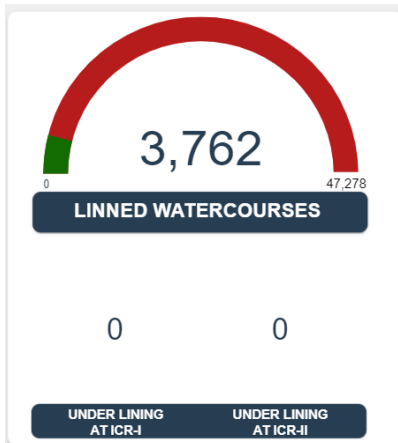 3,762
0
47,278
LINNED WATERCOURSES
0
0
UNDER LINING
AT ICR-I
UNDER LINING
AT ICR-II